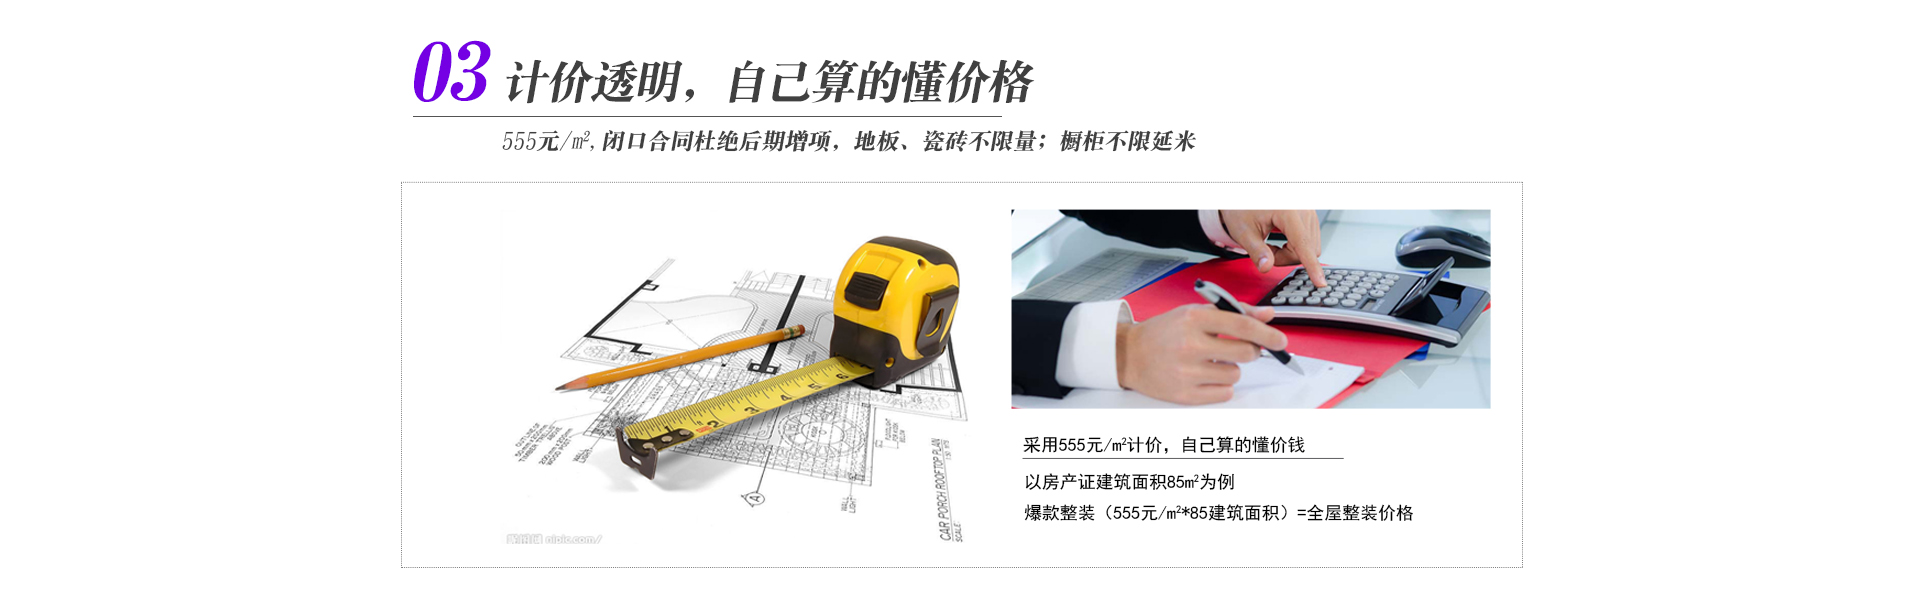 03 计价透明，自己算的懂价格
555元/m²,闭口合同杜绝后期增项，地板、瓷砖不限量；橱柜不限延米
采用555元/m²计价，自己算的懂价钱
以房产证建筑面积85m²为例
爆款整装（555元/m²*85建筑面积）=全屋整装价格
CAR PORCH ROOFTOP PLAN
SCALE
WALL
LIGHT
A
nipic.com/